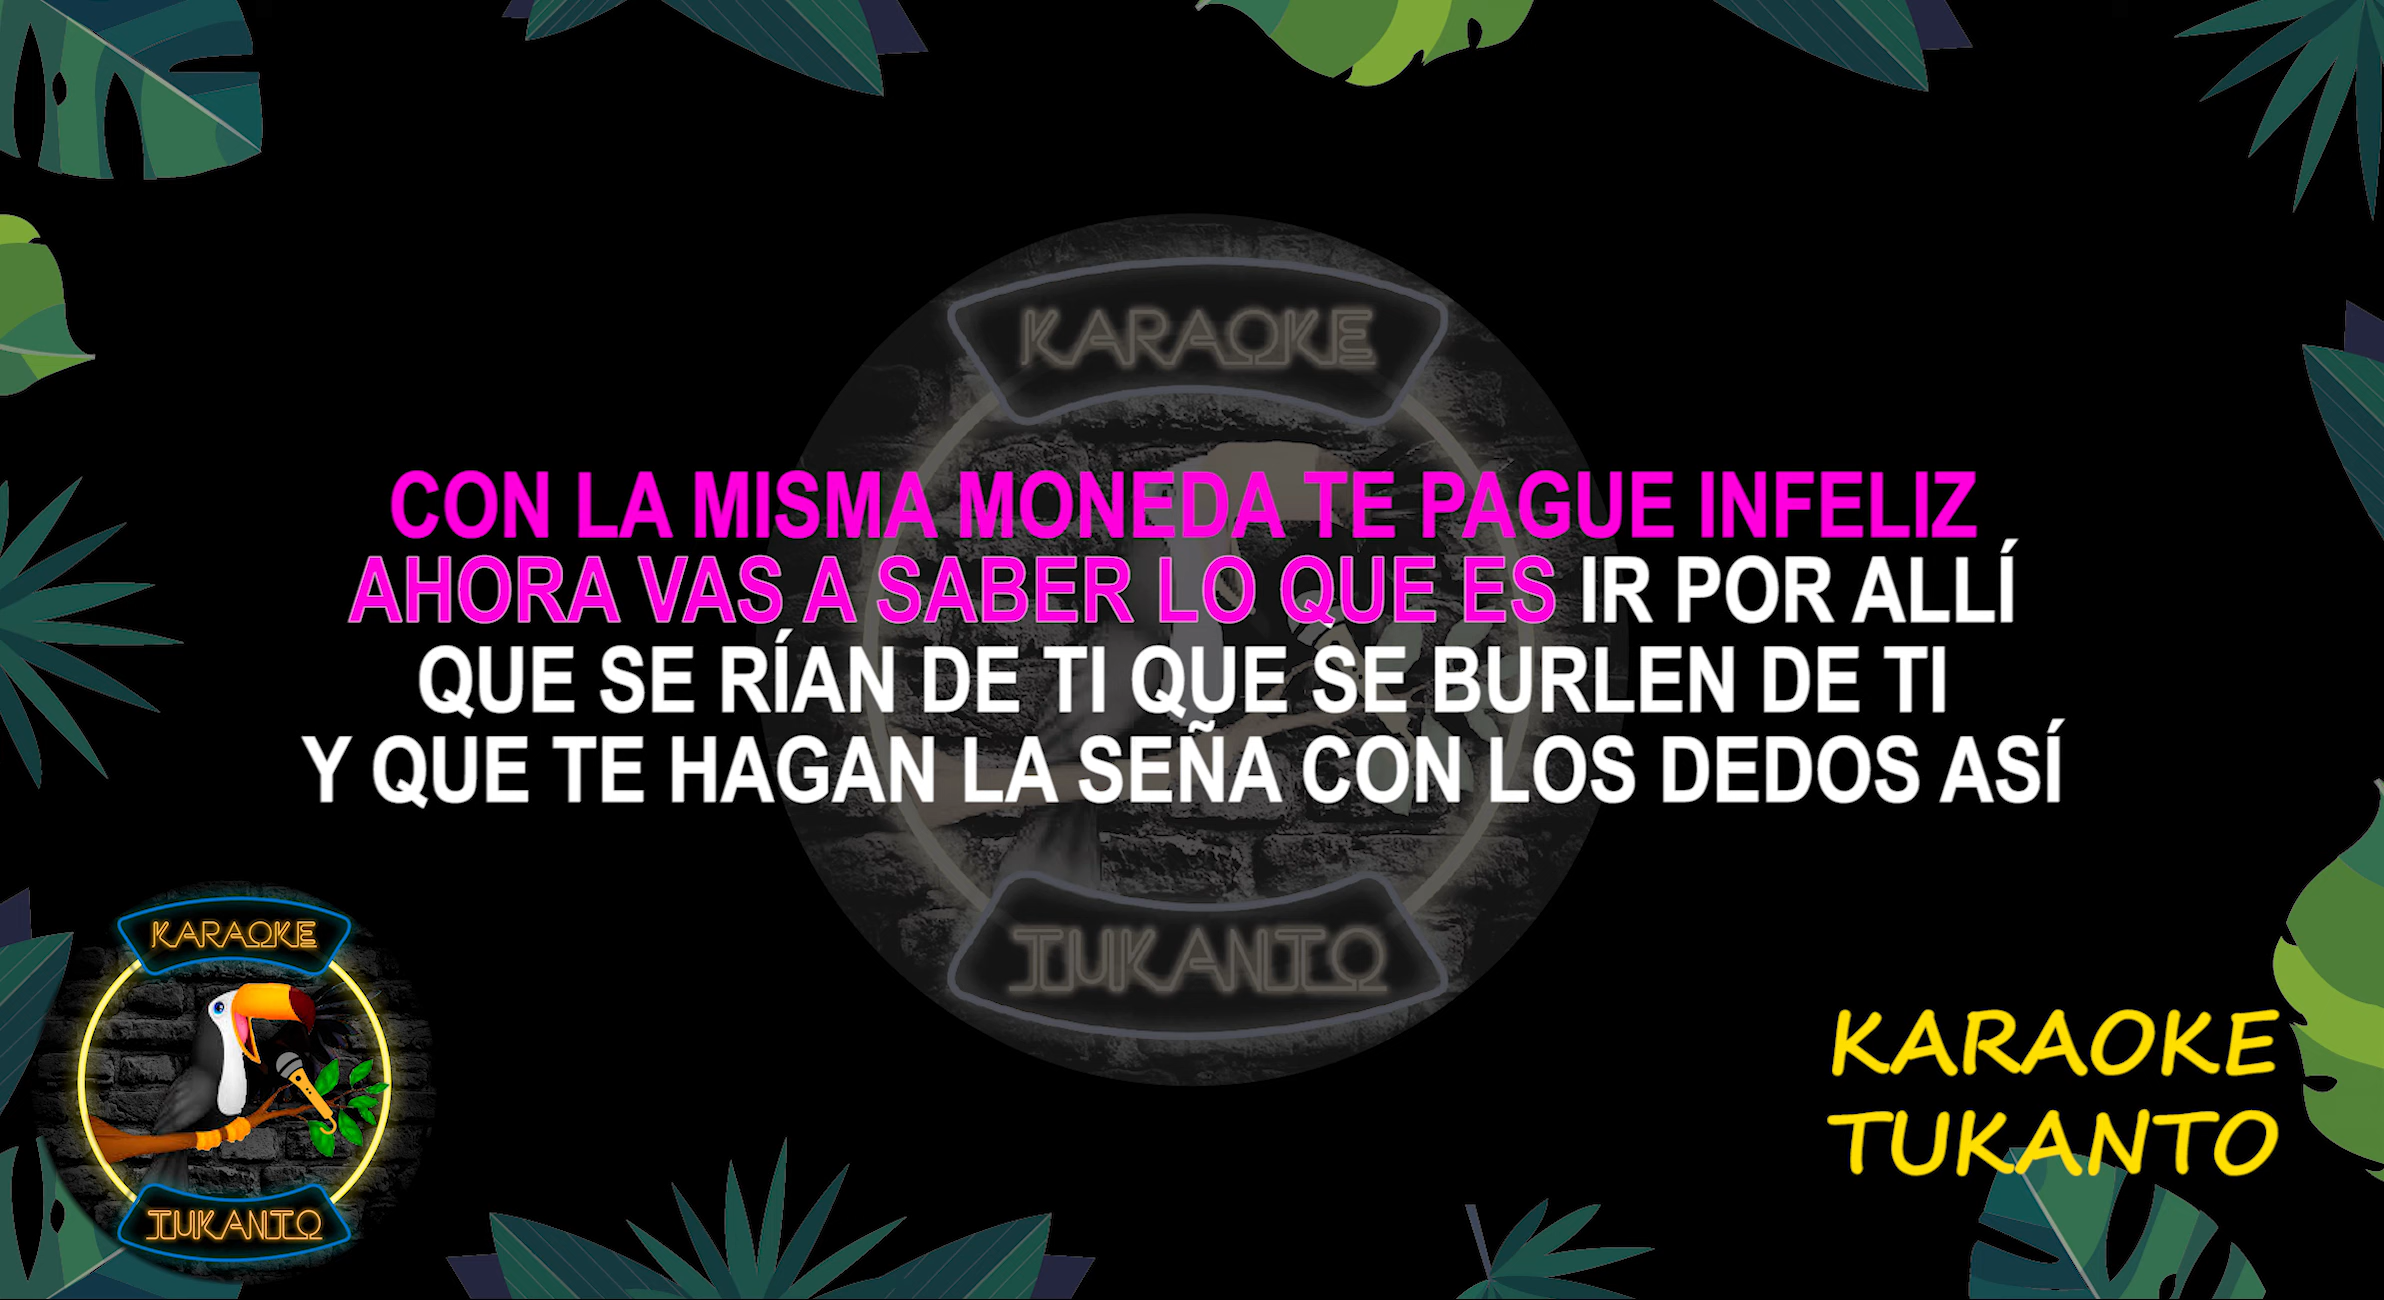 KARAOKE
CON LA MISMA MONEDA TE PAGUE INFELIZ
AHORA VAS A SABER LO QUE ES IR POR ALLÍ
QUE SE RÍAN DE TI QUE SE BURLEN DE TI
Y QUE TE HAGAN LA SEÑA CON LOS DEDOS ASÍ
TUKANTO
KARAOKE
TUKANTO
KARAOKE
TUKANTO